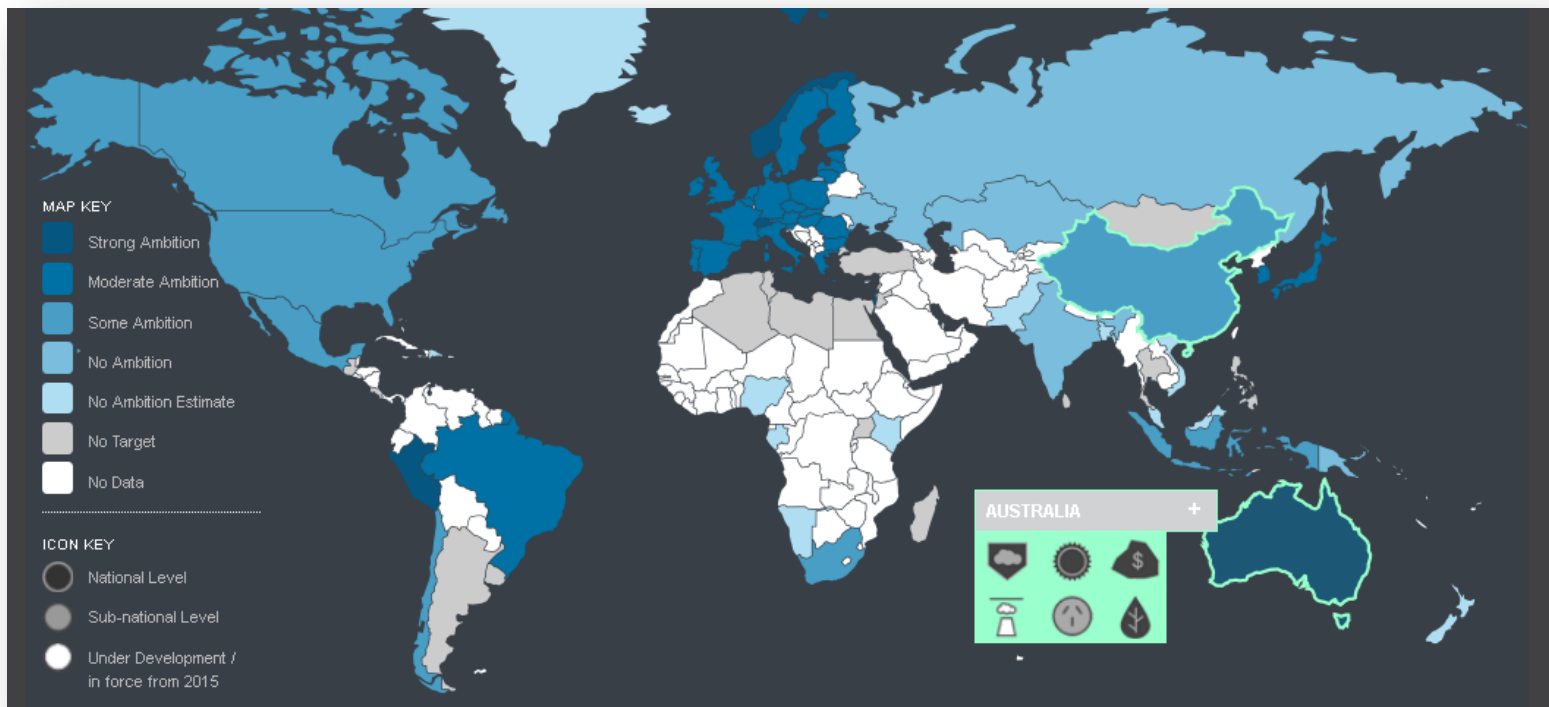 MAP KEY
Strong Ambition
Moderate Ambition
Some Ambition
No Ambition
No Ambition Estimate
No Target
No Data
ICON KEY
National Level
Sub-national Level
Under Development /
in force from 2015
AUSTRALIA +
$